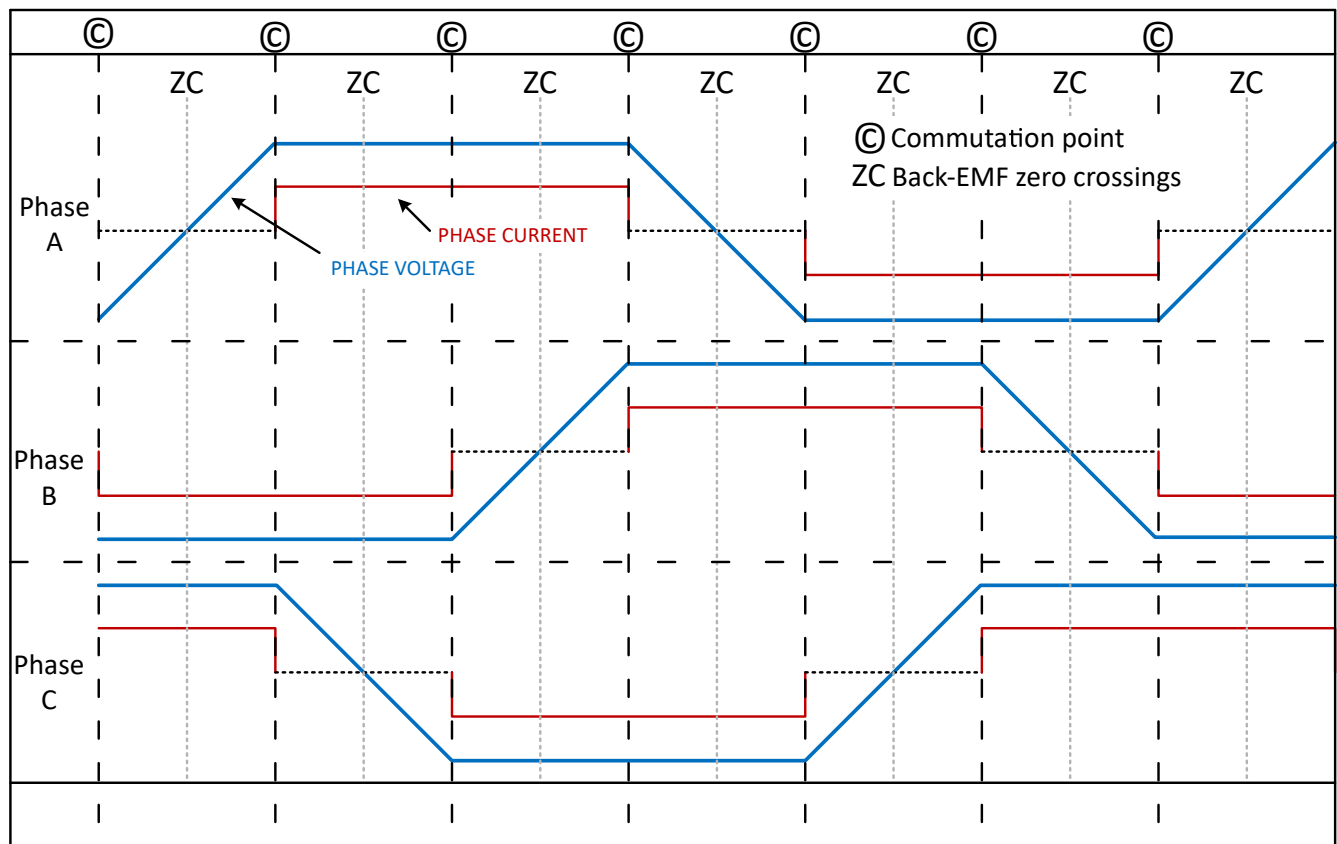 © © © © © © ©
ZC ZC ZC ZC ZC ZC ZC
© Commutation point
ZC Back-EMF zero crossings
Phase
A
PHASE CURRENT
PHASE VOLTAGE
Phase
B
Phase
C